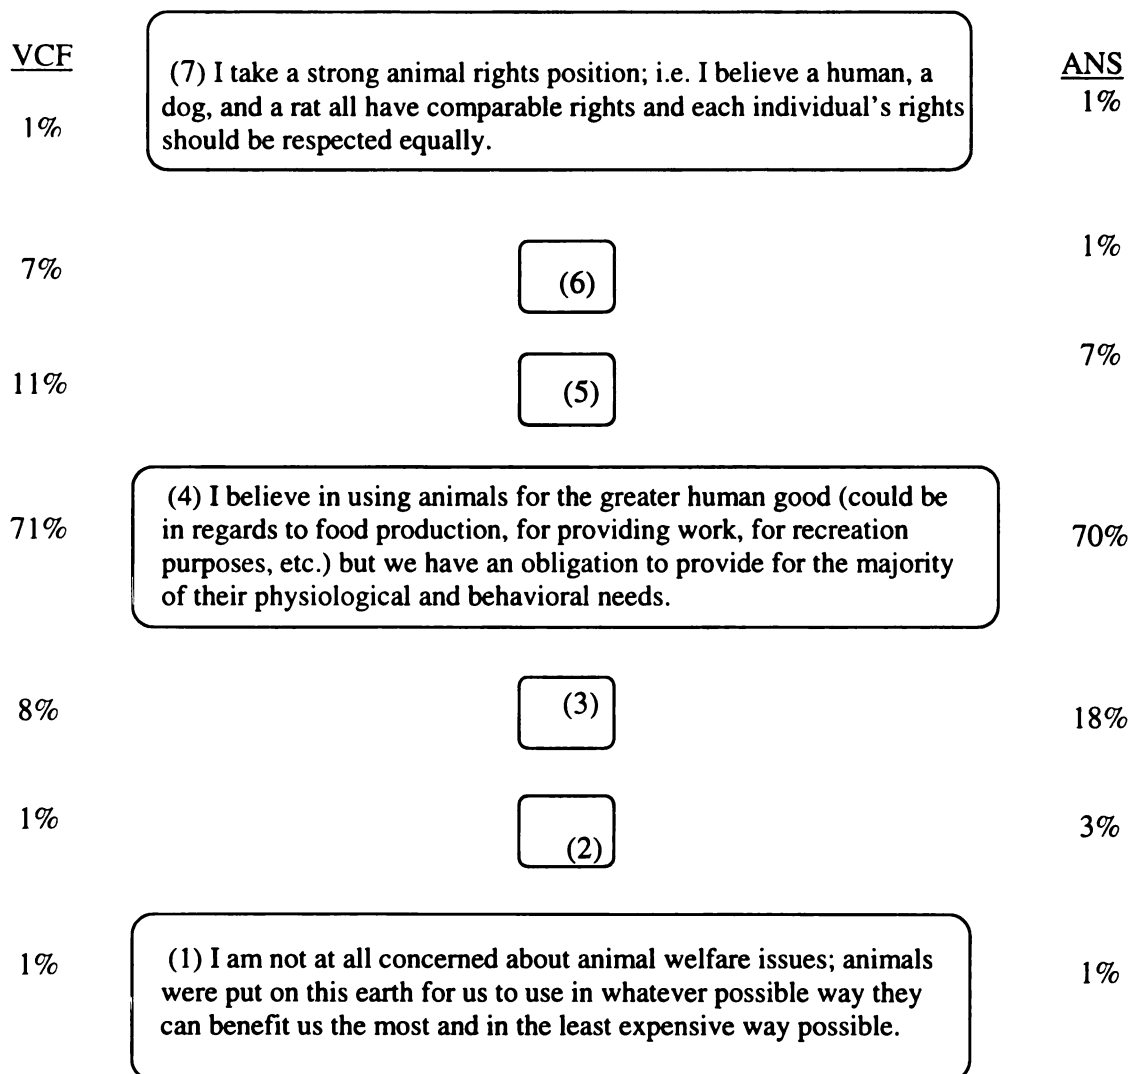 VCF
ANS
(7) I take a strong animal rights position; i.e. I believe a human, a
dog, and a rat all have comparable rights and each individual's rights
should be respected equally.
1%
1%
7%
(6)
1%
11%
(5)
7%
(4) I believe in using animals for the greater human good (could be
in regards to food production, for providing work, for recreation
purposes, etc.) but we have an obligation to provide for the majority
of their physiological and behavioral needs.
71%
70%
8%
(3)
18%
1%
(2)
3%
(1) I am not at all concerned about animal welfare issues; animals
were put on this earth for us to use in whatever possible way they
can benefit us the most and in the least expensive way possible.
1%
1%